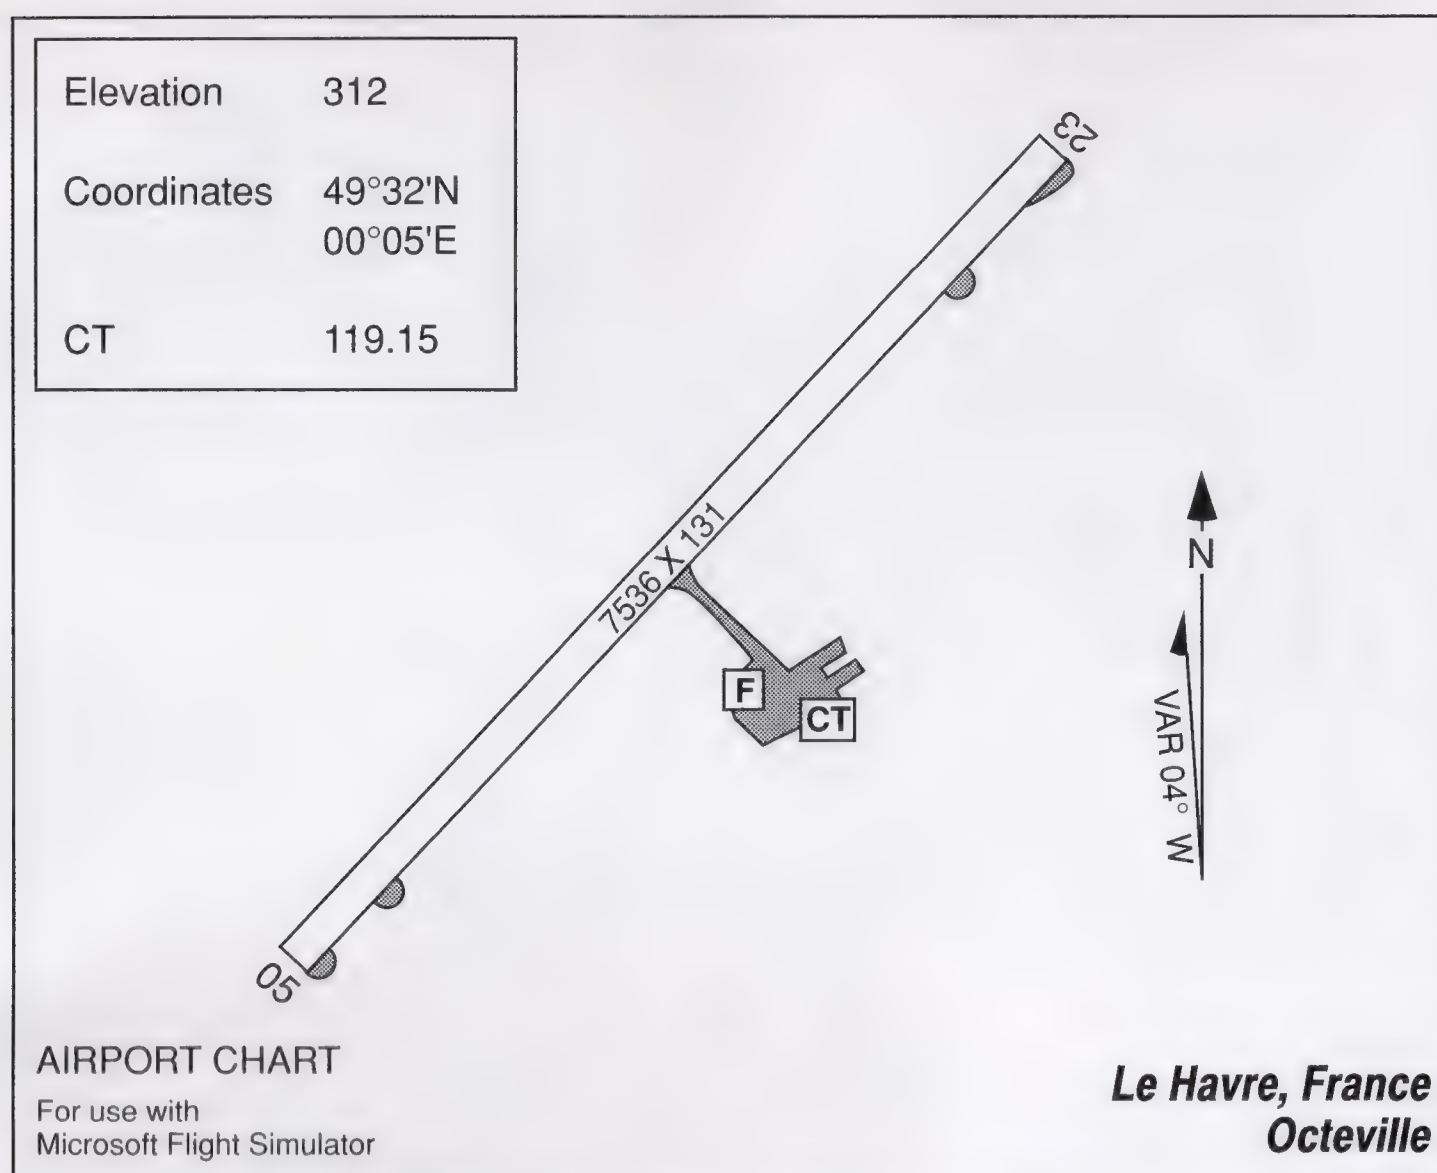 Elevation 312
Coordinates 49°32'N
00°05'E
CT 119.15
23
7536 X 131
N
F
CT
VAR 04° W
05
AIRPORT CHART
For use with
Microsoft Flight Simulator
Le Havre, France
Octeville